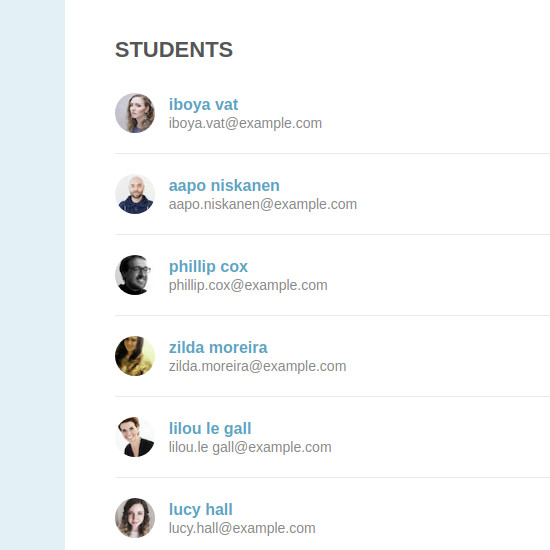 STUDENTS
iboya vat
iboya.vat@example.com
aapo niskanen
aapo.niskanen@example.com
phillip cox
phillip.cox@example.com
zilda moreira
zilda.moreira@example.com
lilou le gall
lilou.le gall@example.com
lucy hall
lucy.hall@example.com